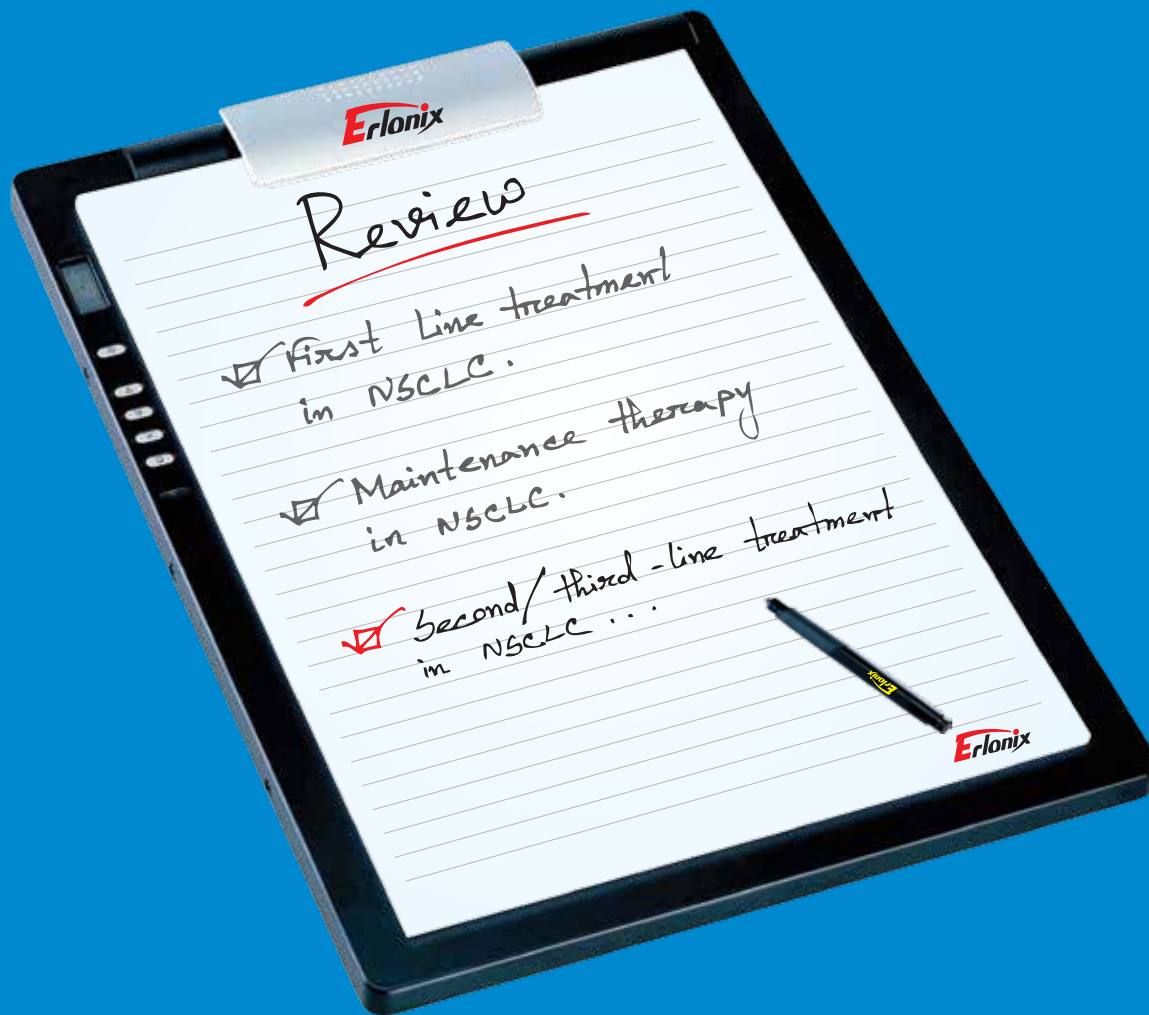 Erlonix
Review
First Line treatment
in NSCLC.
Maintenance therapy
in NSCLC.
Second/third-line treatment
in NSCLC...
Erlonix
Erlonix